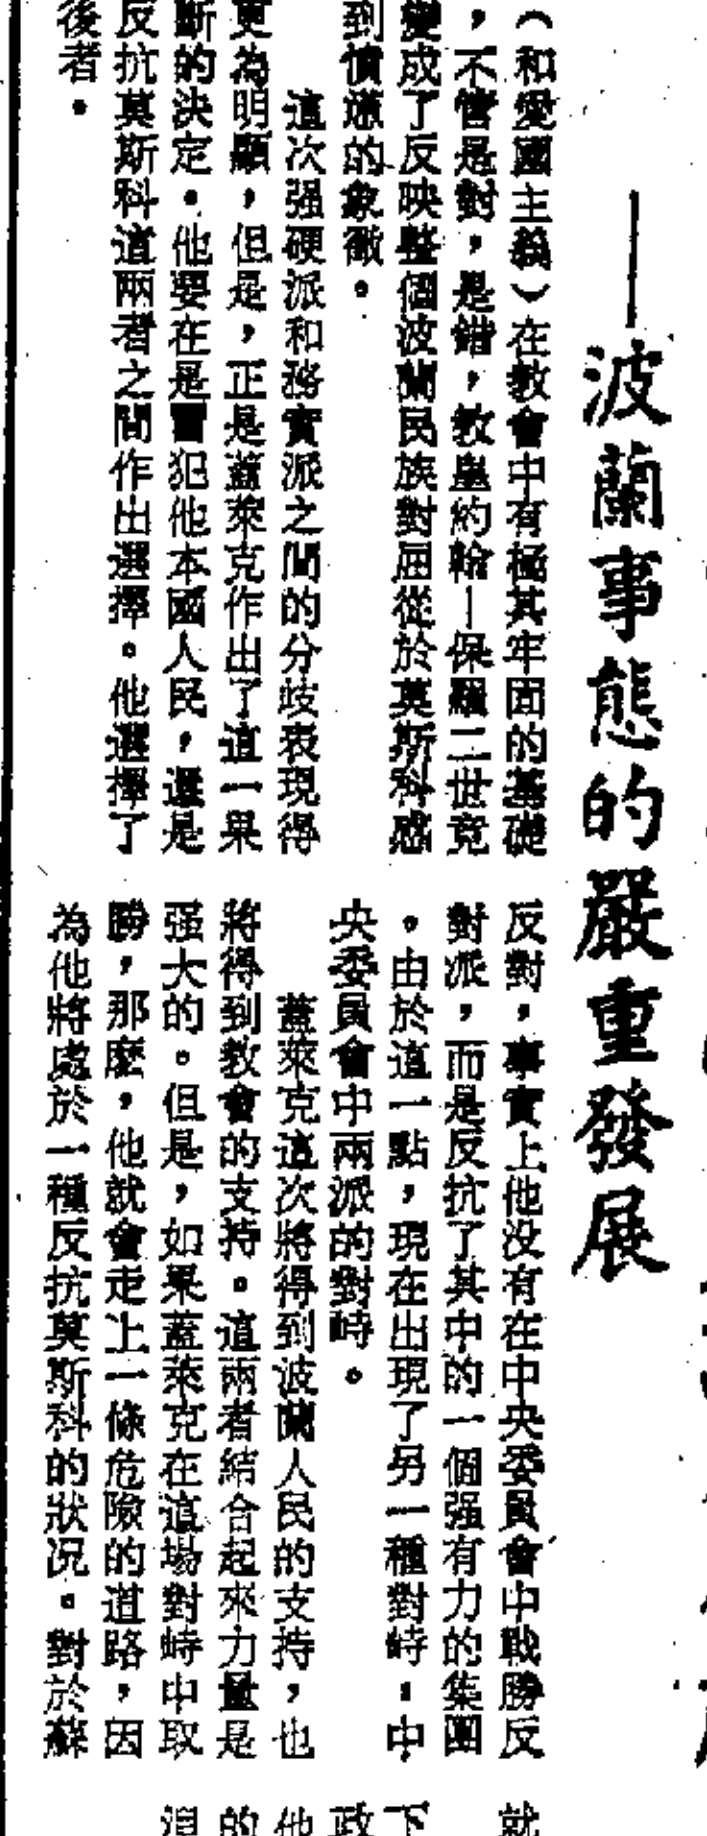 ——波蘭事態的嚴重發展
（和愛國主義）在教會中有極其牢固的基礎
，不管是對，是錯，教皇約翰—保羅二世竟
變成了反映整個波蘭民族對屈從於莫斯科感
到憤慨的象徵。
這次强硬派和務實派之間的分歧表現得
更為明顯，但是，正是蓋萊克作出了這一果
斷的決定。他要在是冒犯他本國人民，還是
反抗莫斯科這兩者之間作出選擇。他選擇了
後者。
反對，事實上他没有在中央委員會中戰勝反
對派，而是反抗了其中的一個强有力的集團
。由於這一點，現在出現了另一種對峙，中
央委員會中兩派的對峙。
蓋萊克這次將得到波蘭人民的支持，也
將得到教會的支持。這兩者結合起來力量是
强大的。但是，如果蓋萊克在這場對峙中取
勝，那麽，他就會走上一條危險的道路，因
為他將處於一種反抗莫斯科的狀况。對於蘇
就
下
政
他
的